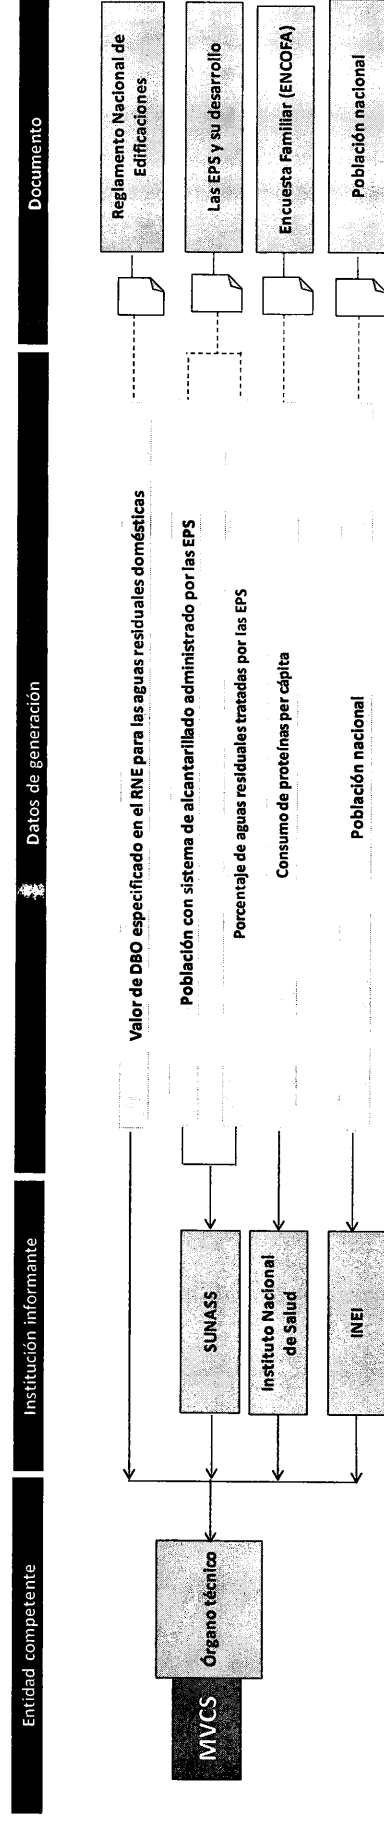 Entidad competente
Institución informante
Datos de generación
Documento
MVCS
Órgano técnico
SUNASS
Instituto Nacional
de Salud
INEI
Valor de DBO especificado en el RNE para las aguas residuales domésticas
Población con sistema de alcantarillado administrado por las EPS
Porcentaje de aguas residuales tratadas por las EPS
Consumo de proteínas per cápita
Población nacional
Reglamento Nacional de
Edificaciones
Las EPS y su desarrollo
Encuesta Familiar (ENCOFA)
Población nacional